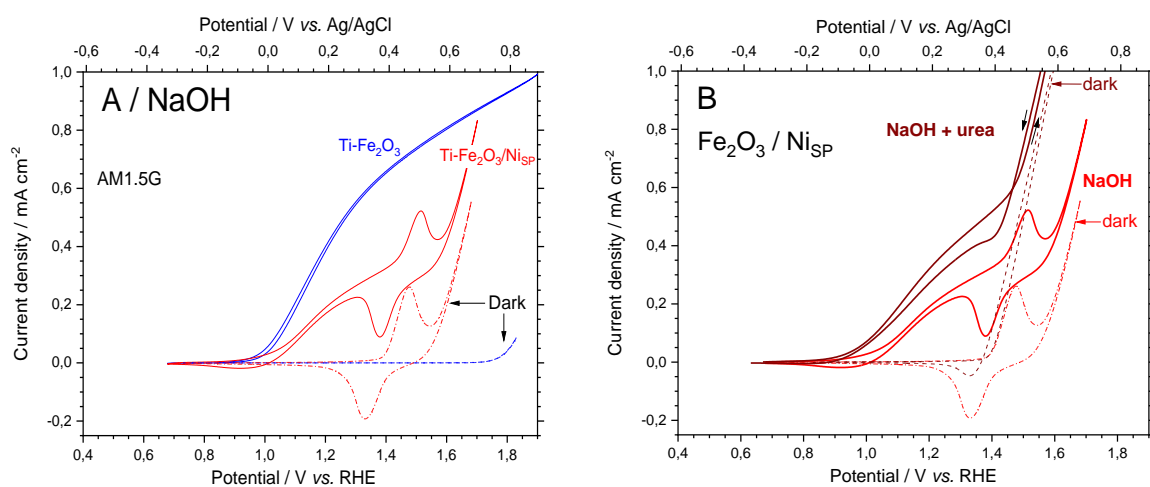 Potential / V vs. Ag/AgCl
-0,6 -0,4 -0,2 0,0 0,2 0,4 0,6 0,8
A / NaOH
Ti-Fe2O3
Ti-Fe2O3/NiSP
AM1.5G
Dark
1,0
0,8
0,6
0,4
0,2
0,0
-0,2
Current density / mA cm-2
0,4 0,6 0,8 1,0 1,2 1,4 1,6 1,8
Potential / V vs. RHE
Potential / V vs. Ag/AgCl
-0,6 -0,4 -0,2 0,0 0,2 0,4 0,6 0,8
B
dark
NaOH + urea
Fe2O3 / NiSP
NaOH
dark
1,0
0,8
0,6
0,4
0,2
0,0
-0,2
Current density / mA cm-2
0,4 0,6 0,8 1,0 1,2 1,4 1,6 1,8
Potential / V vs. RHE